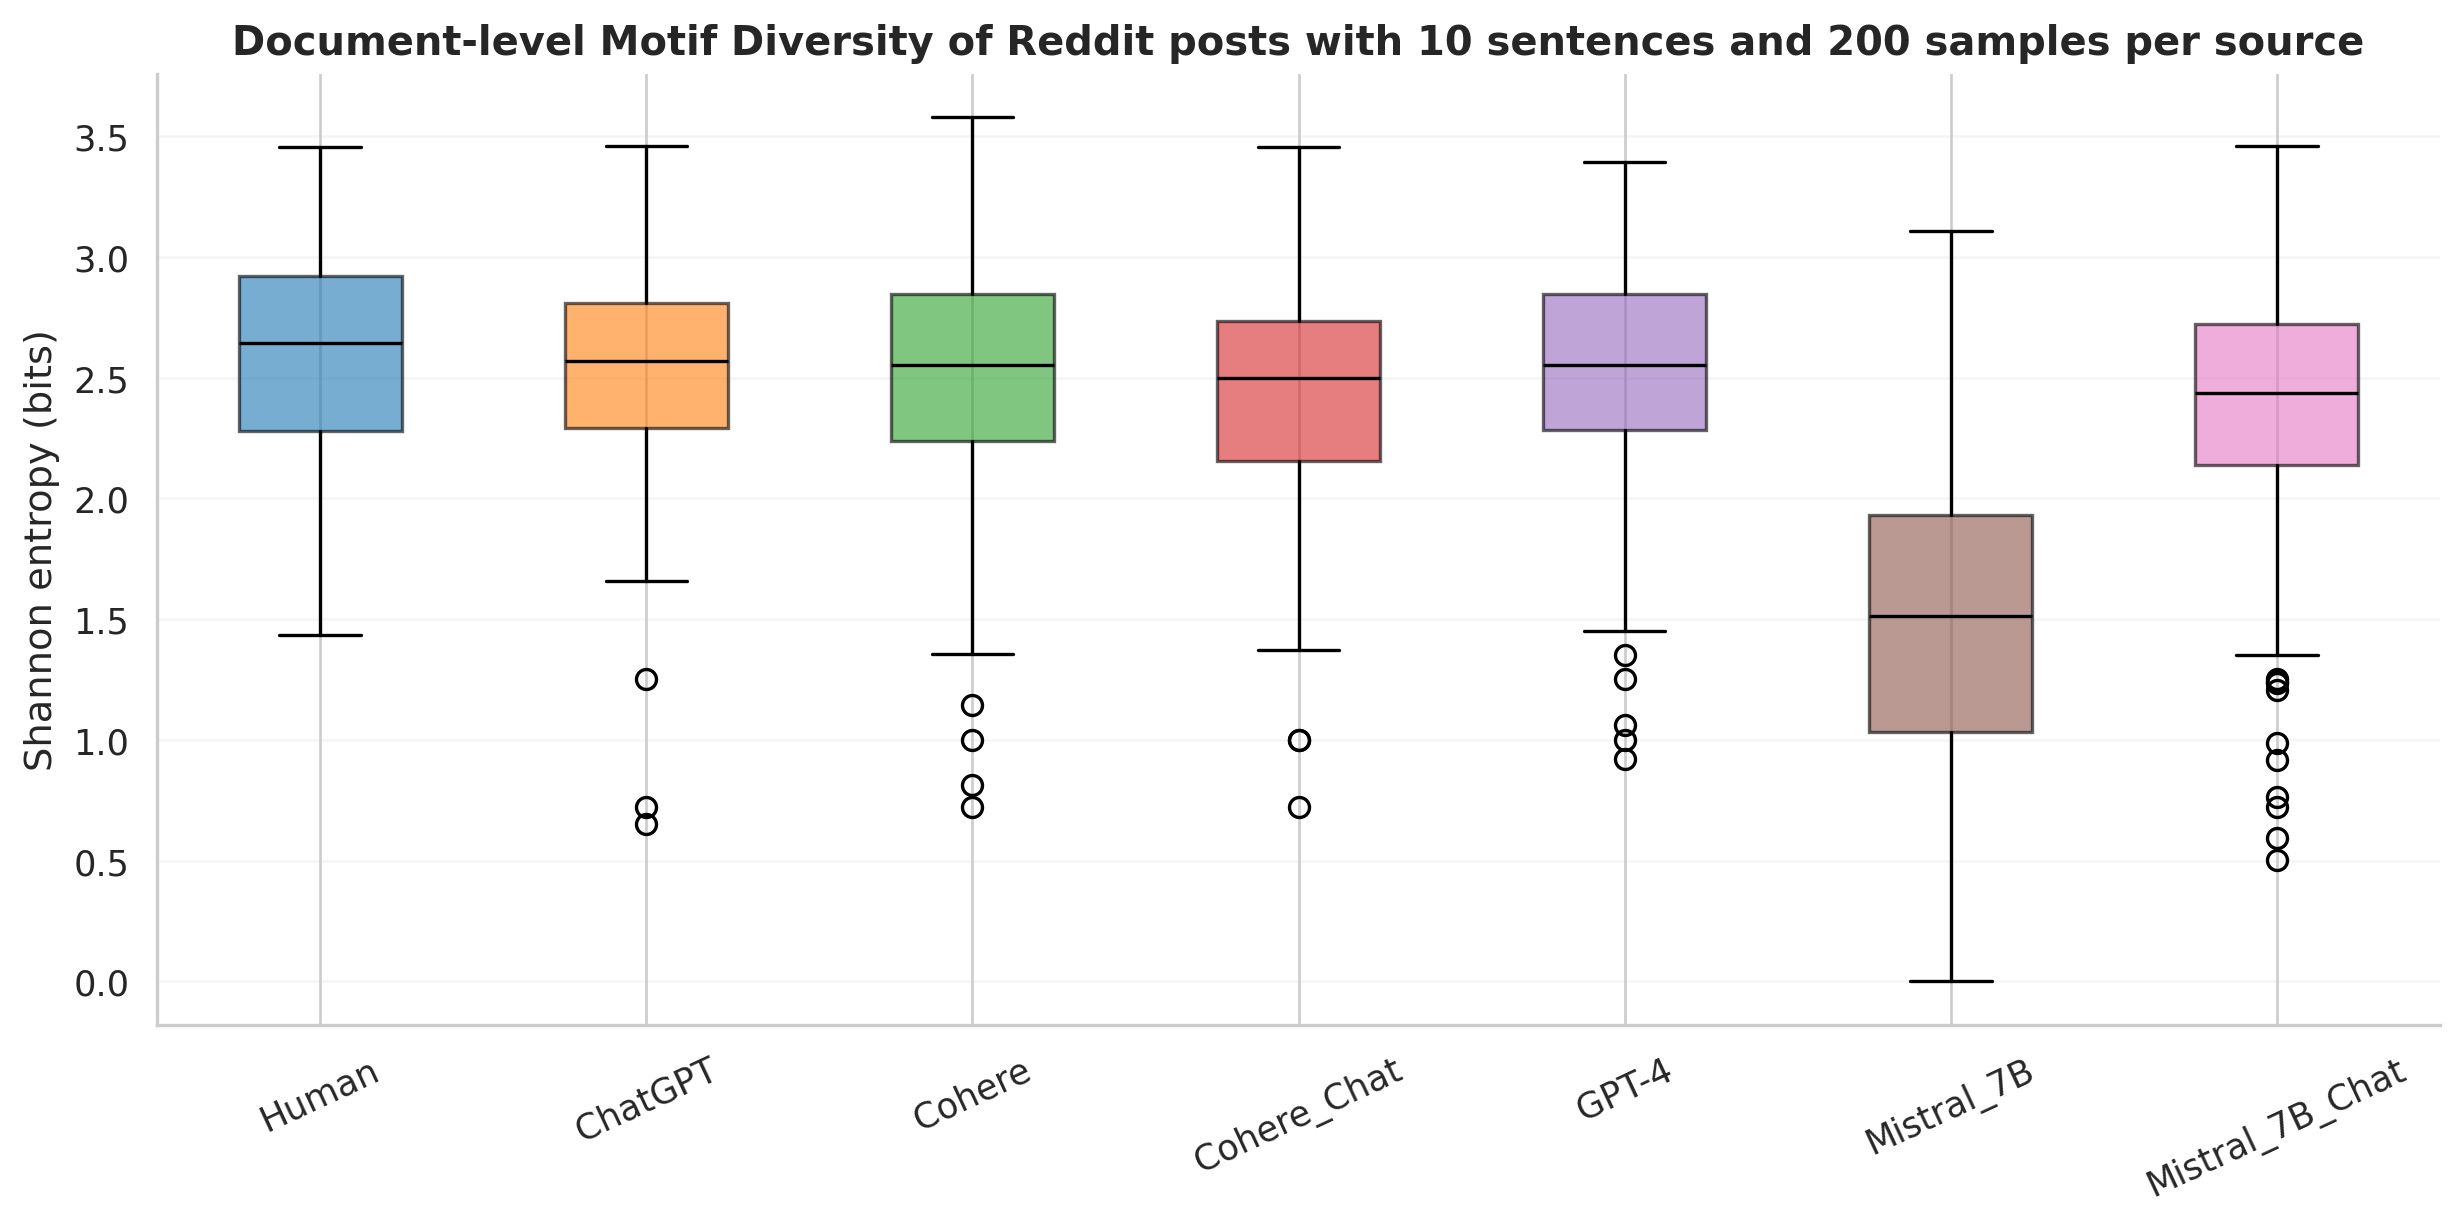 Document-level Motif Diversity of Reddit posts with 10 sentences and 200 samples per source
Shannon entropy (bits)
3.5
3.0
2.5
2.0
1.5
1.0
0.5
0.0
Human
ChatGPT
Cohere
Cohere_Chat
GPT-4
Mistral_7B
Mistral_7B_Chat